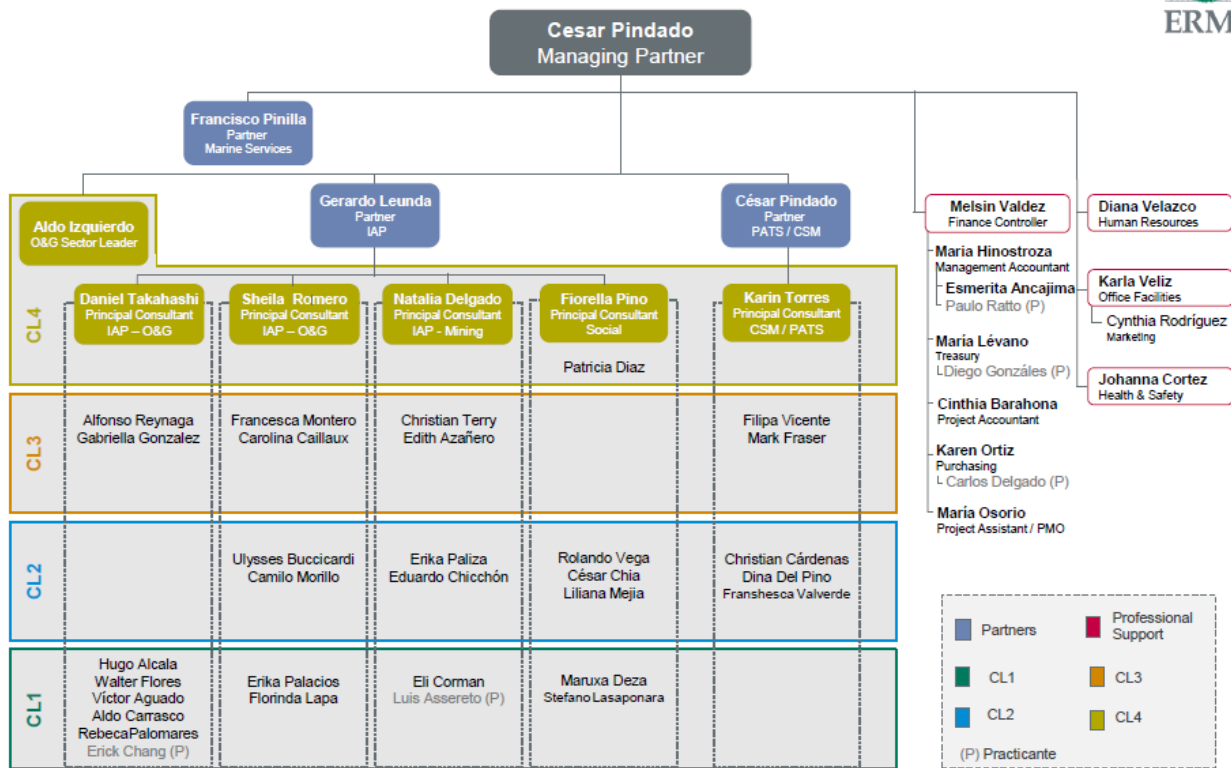 ERM
Cesar Pindado
Managing Partner
Francisco Pinilla
Partner
Marine Services
Aldo Izquierdo
O&G Sector Leader
Gerardo Leunda
Partner
IAP
César Pindado
Partner
PATS / CSM
Melsin Valdez
Finance Controller
Diana Velazco
Human Resources
Maria Hinostroza
Management Accountant
Esmerita Ancajima
Paulo Ratto (P)
María Lévano
Treasury
Diego Gonzáles (P)
Cinthia Barahona
Project Accountant
Karen Ortiz
Purchasing
Carlos Delgado (P)
María Osorio
Project Assistant / PMO
Karla Veliz
Office Facilities
Cynthia Rodríguez
Marketing
Johanna Cortez
Health & Safety
CL4
Daniel Takahashi
Principal Consultant
IAP – O&G
Sheila Romero
Principal Consultant
IAP – O&G
Natalia Delgado
Principal Consultant
IAP - Mining
Fiorella Pino
Principal Consultant
Social
Patricia Diaz
Karin Torres
Principal Consultant
CSM / PATS
CL3
Alfonso Reynaga
Gabriella Gonzalez
Francesca Montero
Carolina Caillaux
Christian Terry
Edith Azañero
Filipa Vicente
Mark Fraser
CL2
Ulysses Buccicardi
Camilo Morillo
Erika Paliza
Eduardo Chicchón
Rolando Vega
César Chia
Liliana Mejia
Christian Cárdenas
Dina Del Pino
Franshesca Valverde
CL1
Hugo Alcala
Walter Flores
Víctor Aguado
Aldo Carrasco
RebecaPalomares
Erick Chang (P)
Erika Palacios
Florinda Lapa
Eli Corman
Luis Assereto (P)
Maruxa Deza
Stefano Lasaponara
Partners
Professional
Support
CL1
CL3
CL2
CL4
(P) Practicante